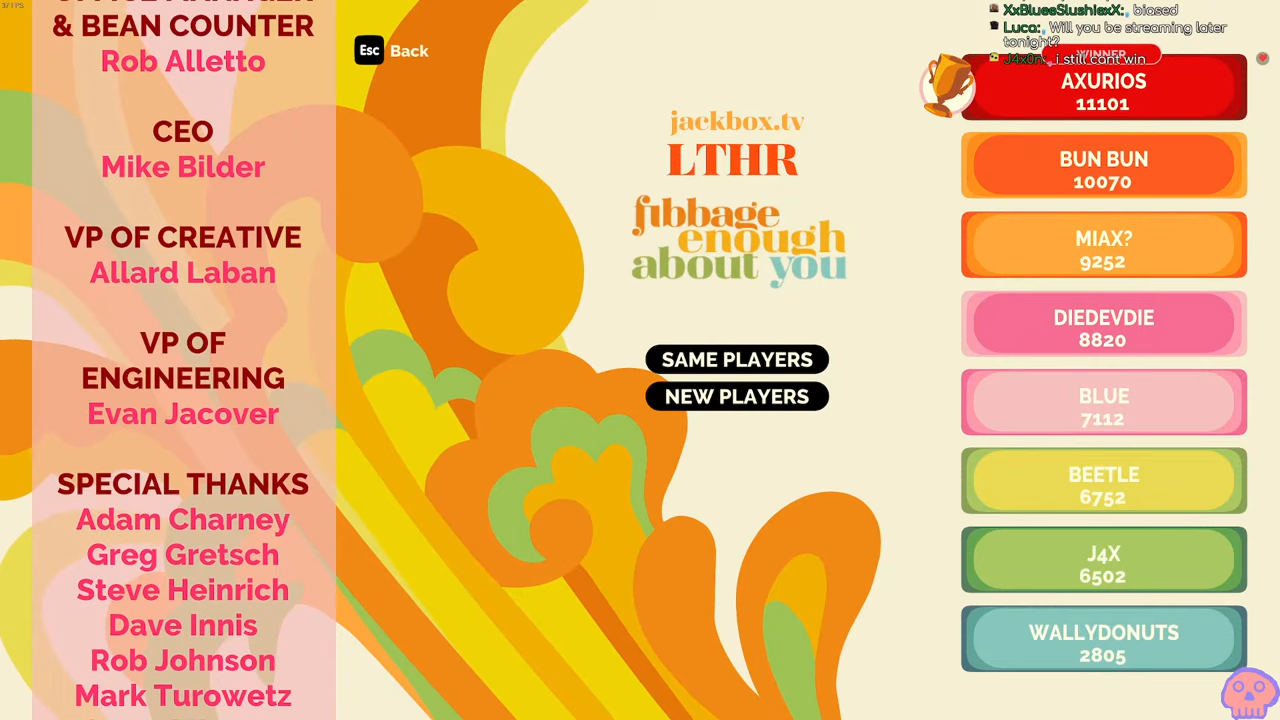 & BEAN COUNTER
Rob Alletto
CEO
Mike Bilder
VP OF CREATIVE
Allard Laban
VP OF
ENGINEERING
Evan Jacover
SPECIAL THANKS
Adam Charney
Greg Gretsch
Steve Heinrich
Dave Innis
Rob Johnson
Mark Turowetz
Esc Back
jackbox.tv
LTHR
fibbage
enough
about you
SAME PLAYERS
NEW PLAYERS
XxBlueeSlushiexX: biased
Luca: Will you be streaming later
tonight?
J4x0n: i still cant win
WINNER
AXURIOS
11101
BUN BUN
10070
MIAX?
9252
DIEDEVDIE
8820
BLUE
7112
BEETLE
6752
J4X
6502
WALLYDONUTS
2805